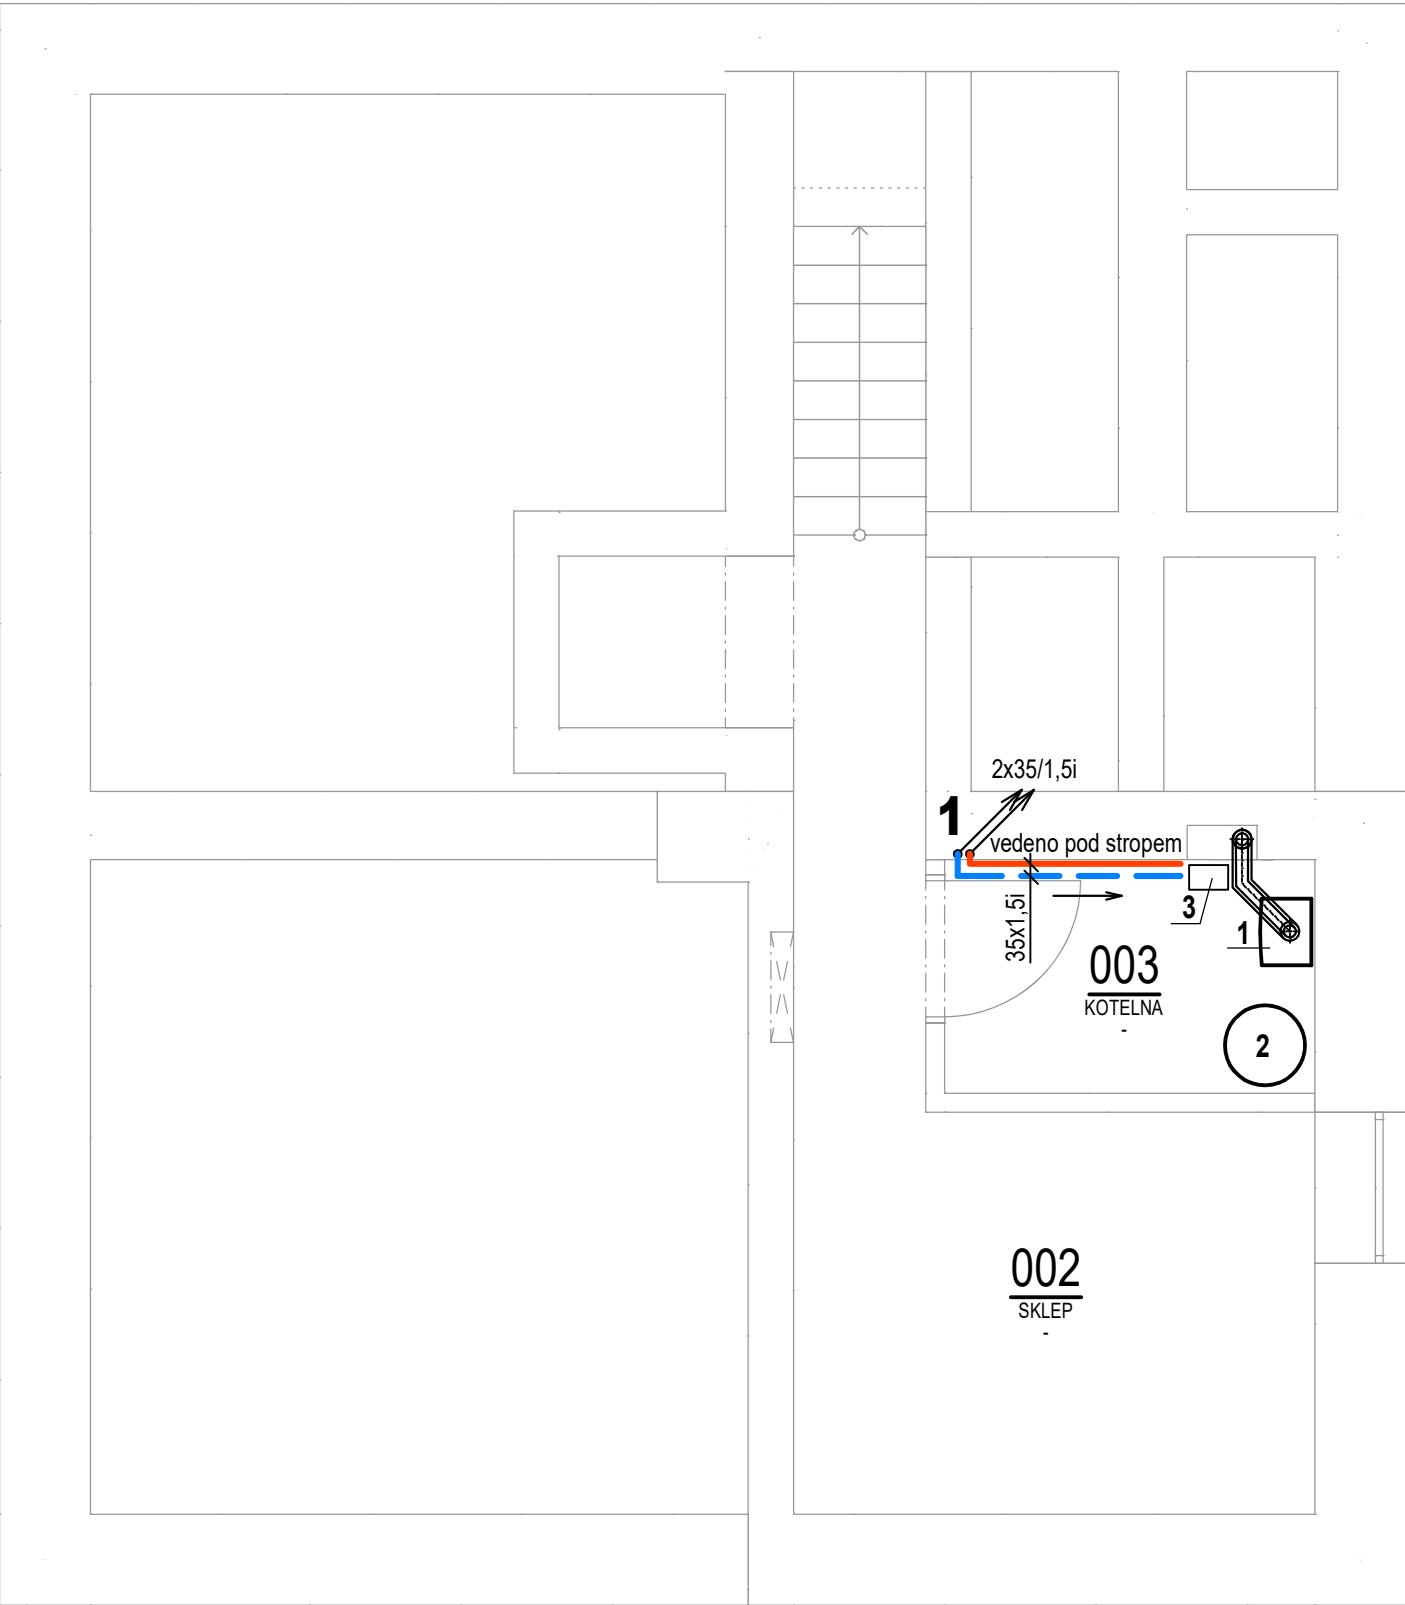 2x35/1,5i
1
vedeno pod stropem
35x1,5i
3
1
003
KOTELNA
-
2
002
SKLEP
-